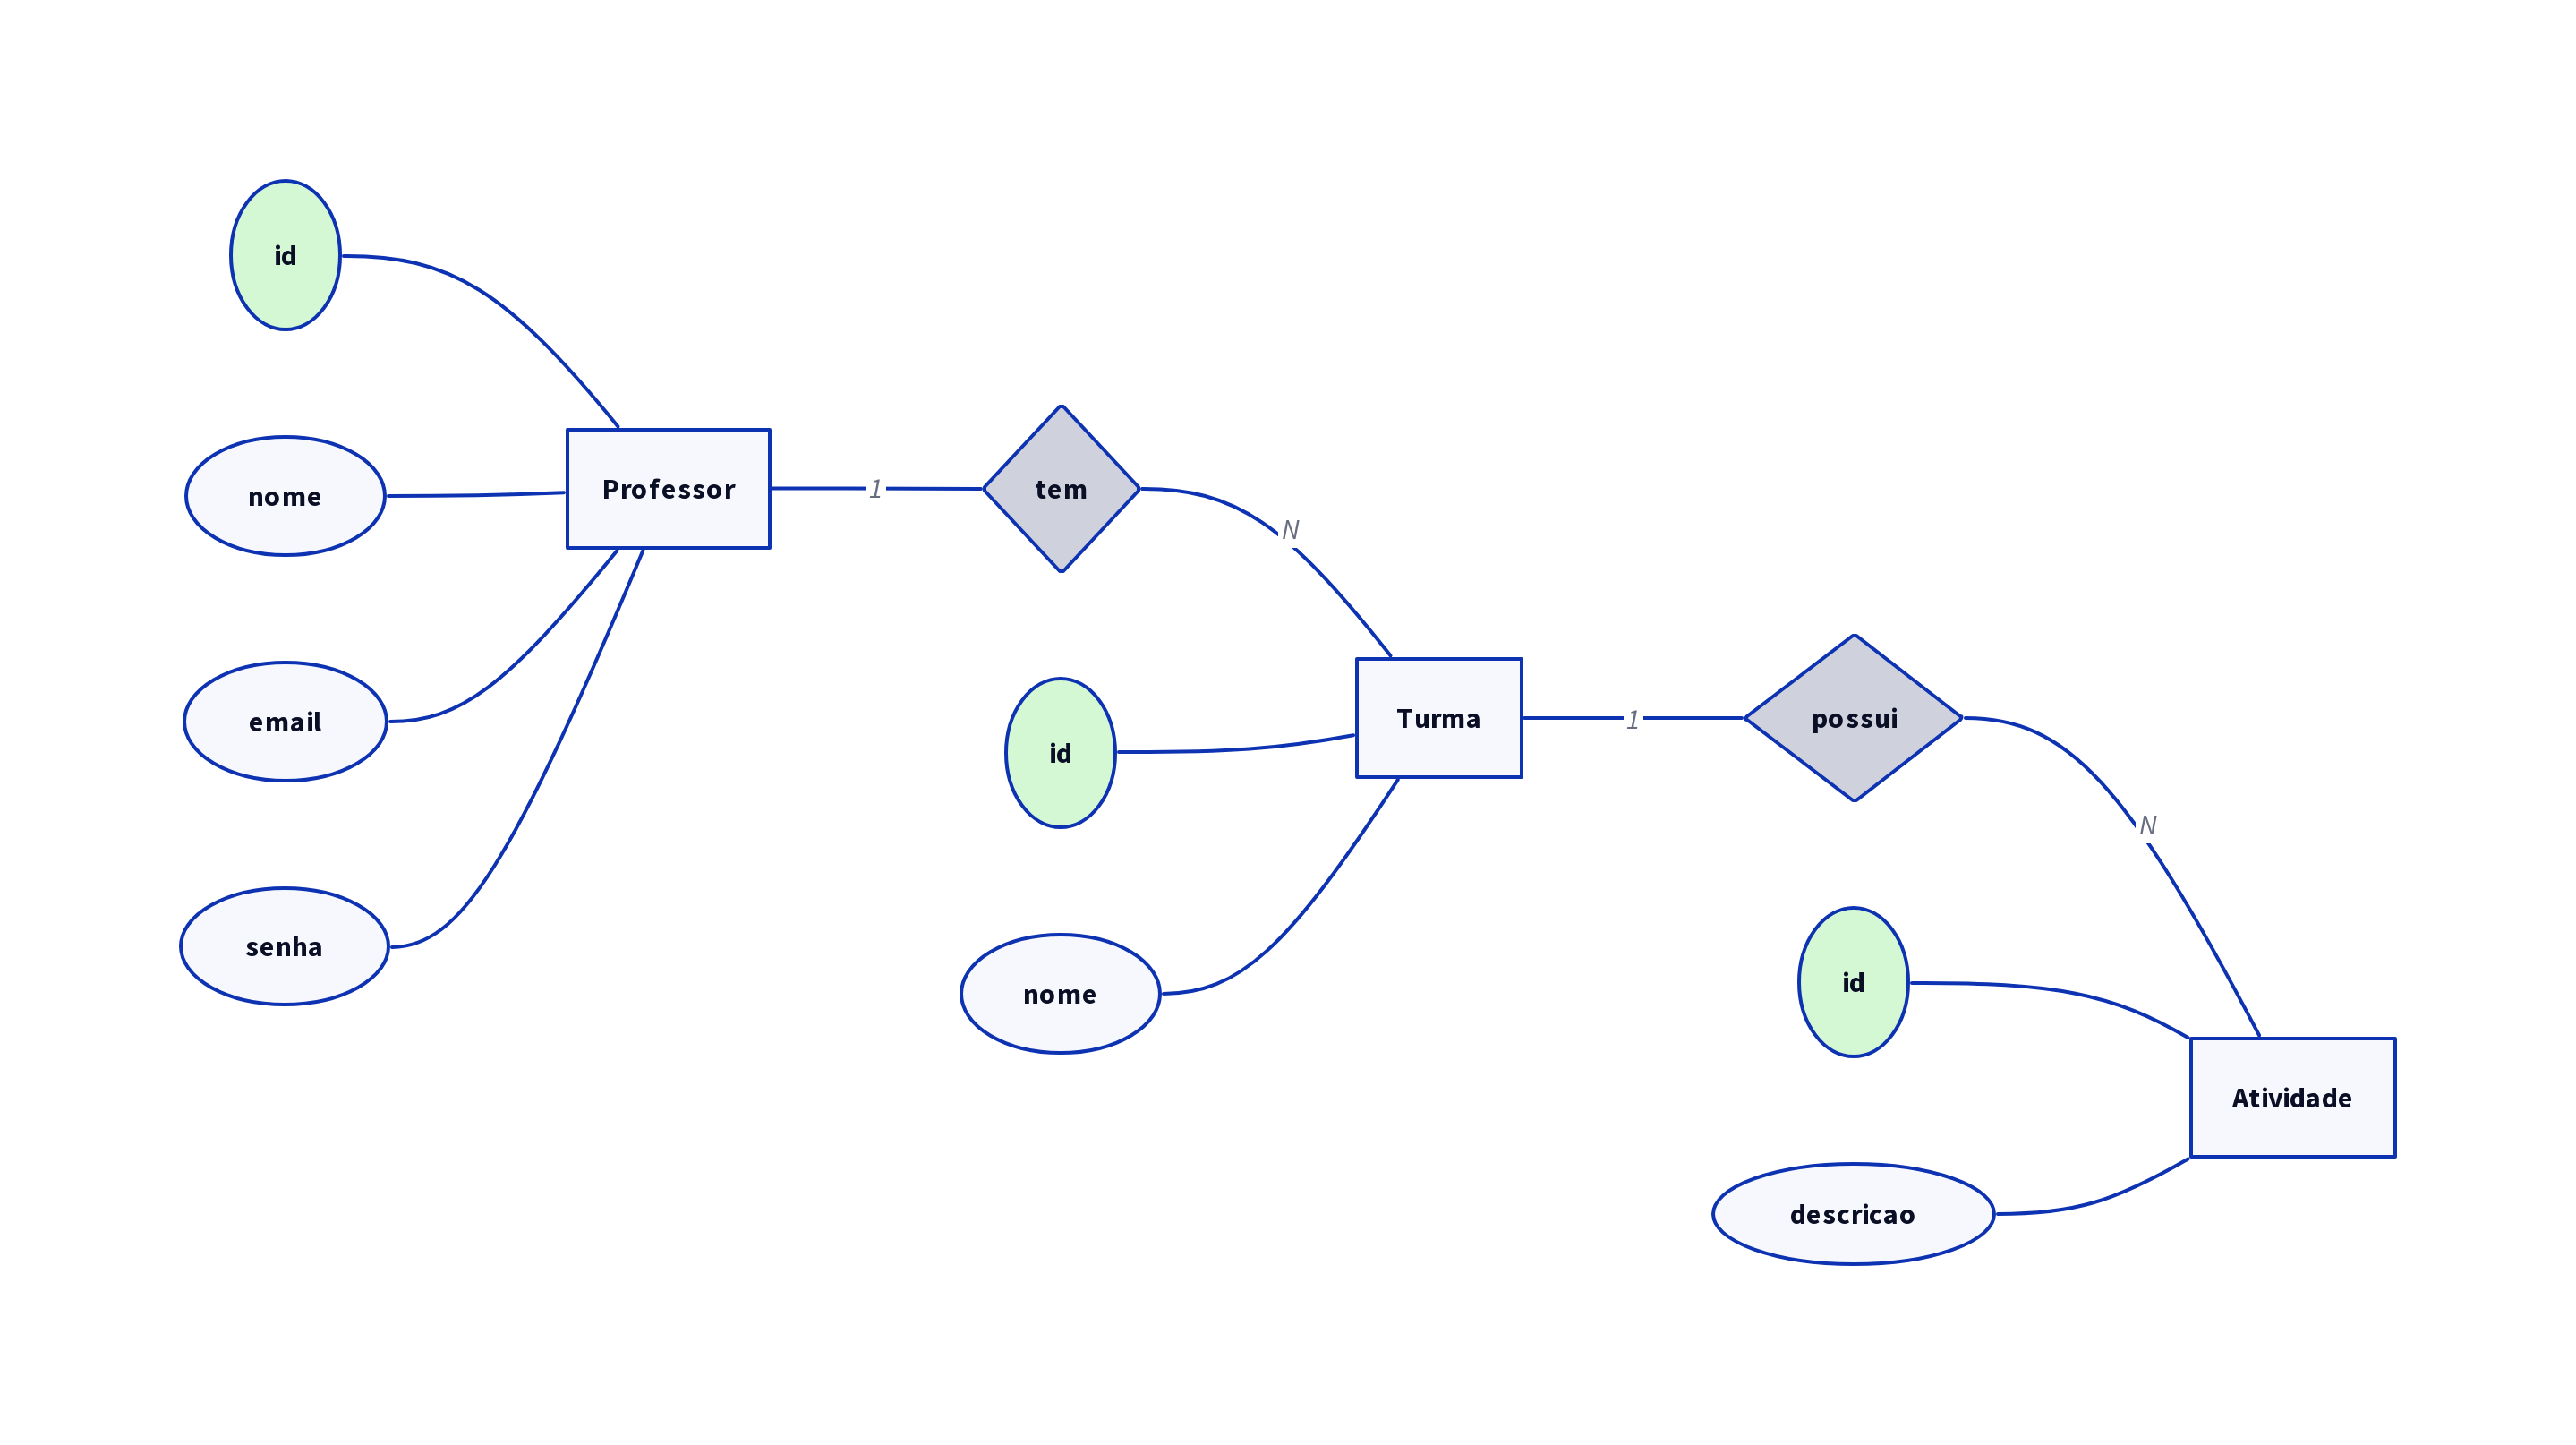 id
nome
Professor
1
tem
N
email
senha
id
Turma
1
possui
N
nome
id
Atividade
descricao